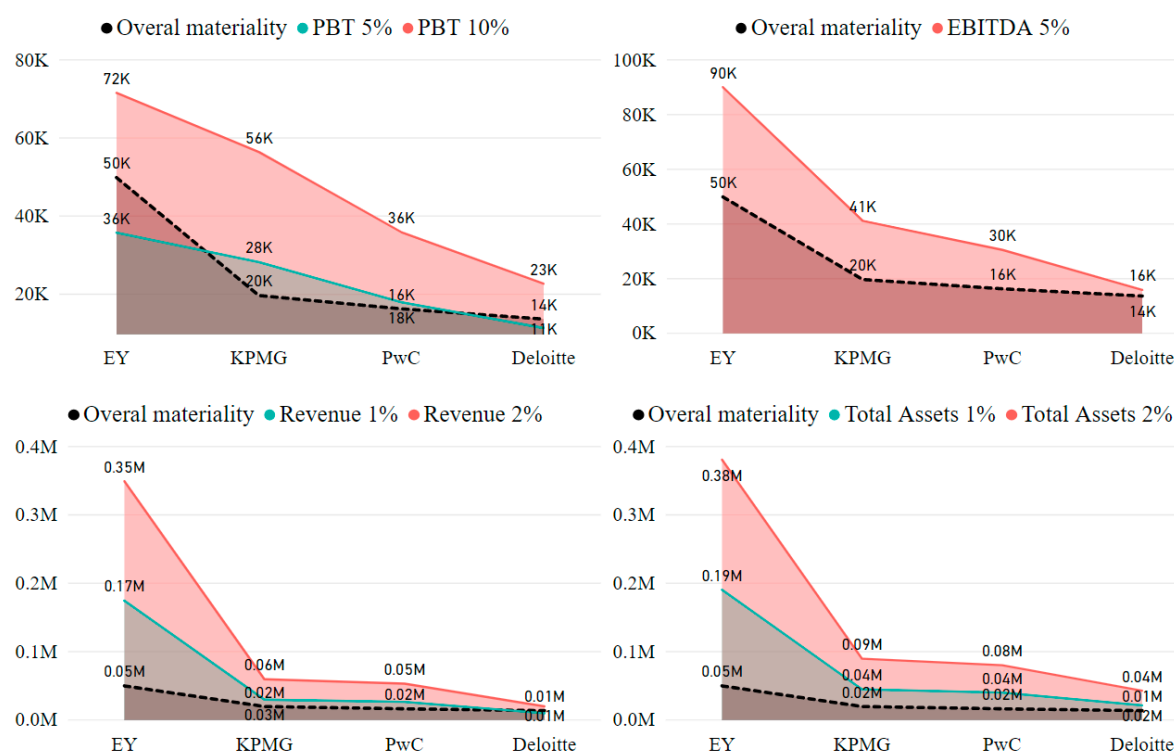 Overal materiality PBT 5% PBT 10%
80K
72K
60K
56K
50K
40K
36K
36K
28K
23K
20K
20K
16K
18K
14K
11K
EY KPMG PwC Deloitte
Overal materiality EBITDA 5%
100K
90K
80K
60K
50K
40K
41K
30K
20K
20K
16K
16K
14K
0K
EY KPMG PwC Deloitte
Overal materiality Revenue 1% Revenue 2%
0.4M
0.35M
0.3M
0.2M
0.17M
0.1M
0.06M
0.05M
0.05M
0.02M
0.02M
0.03M
0.01M
0.01M
0.0M
EY KPMG PwC Deloitte
Overal materiality Total Assets 1% Total Assets 2%
0.4M
0.38M
0.3M
0.2M
0.19M
0.1M
0.09M
0.08M
0.05M
0.04M
0.04M
0.04M
0.02M
0.02M
0.01M
0.02M
0.0M
EY KPMG PwC Deloitte